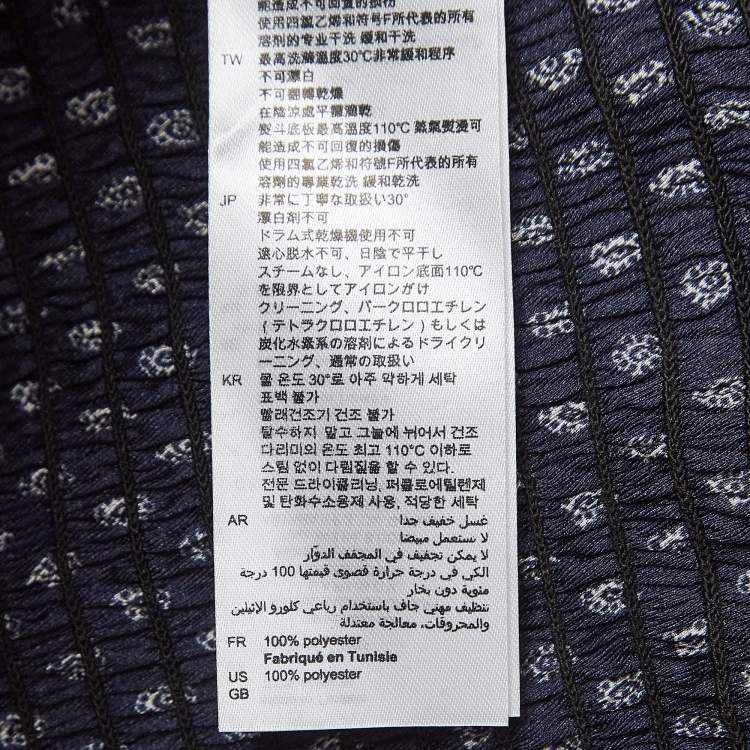 能造成不可回复的损伤
使用四氯乙烯和符号F所代表的所有
溶剂的专业干洗 缓和干洗
TW 最高洗滌溫度30℃非常緩和程序
不可漂白
不可翻轉乾燥
在陰涼處平攤晾乾
熨斗底板最高溫度110℃ 蒸氣熨燙可
能造成不可回復的損傷
使用四氯乙烯和符號F所代表的所有
溶劑的專業乾洗 緩和乾洗
JP 非常に丁寧な取扱い30°
漂白剤不可
ドラム式乾燥機使用不可
遠心脱水不可、日陰で平干し
スチームなし、アイロン底面110℃
を限界としてアイロンがけ
クリーニング、パークロロエチレン
(テトラクロロエチレン)もしくは
炭化水素系の溶剤によるドライクリ
ーニング、通常の取扱い
KR 물 온도 30°로 아주 약하게 세탁
표백 불가
빨래건조기 건조 불가
탈수하지 말고 그늘에 뉘어서 건조
다리미의 온도 최고 110℃ 이하로
스팀 없이 다림질을 할 수 있다.
전문 드라이클리닝, 퍼클로에틸렌제
및 탄화수소용제 사용, 적당한 세탁
AR غسل خفيف جدا
لا تستعمل مبيضا
لا يمكن تجفيف في المجفف الدوّار
الكي في درجة حرارة قصوى قيمتها 100 درجة
مئوية دون بخار
تنظيف مهني جاف باستخدام رباعي كلورو الإثيلين
والمحروقات، معالجة معتدلة
FR 100% polyester
Fabriqué en Tunisie
US 100% polyester
GB